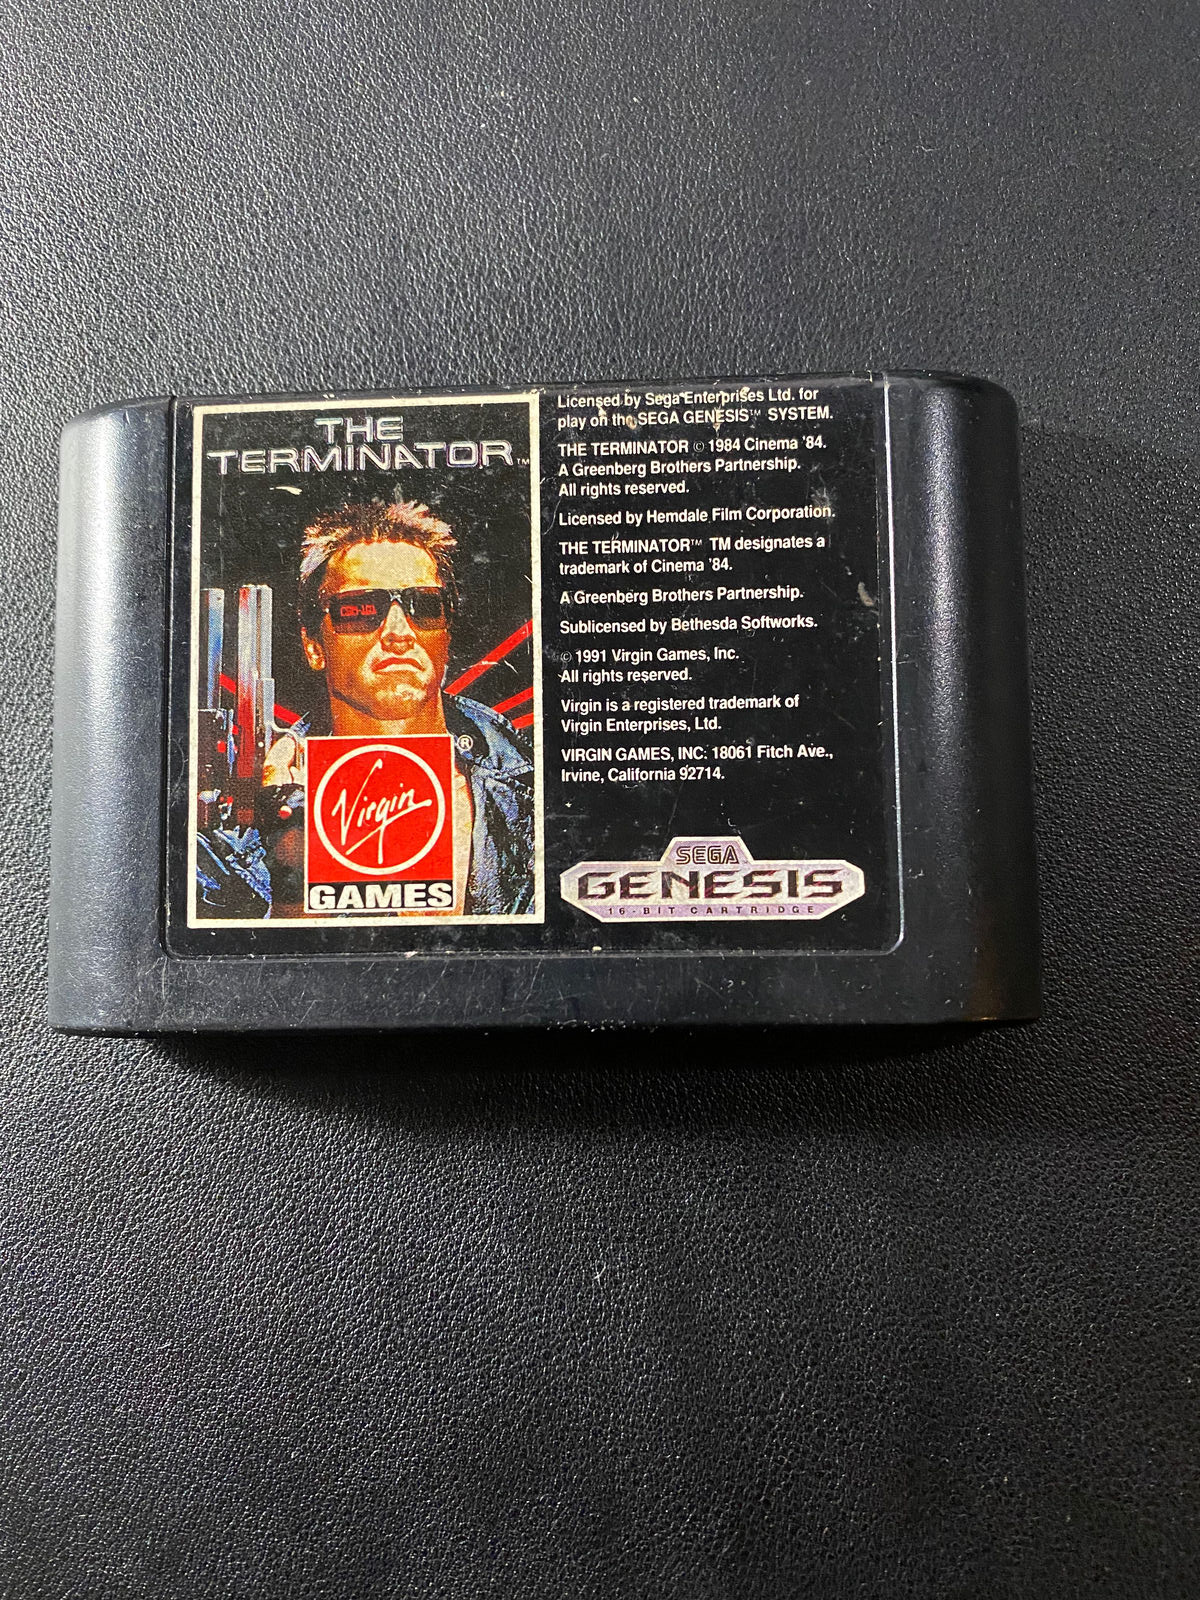 THE
TERMINATOR™
Virgin®
GAMES
Licensed by Sega Enterprises Ltd. for
play on the SEGA GENESIS™ SYSTEM.
THE TERMINATOR © 1984 Cinema '84.
A Greenberg Brothers Partnership.
All rights reserved.
Licensed by Hemdale Film Corporation.
THE TERMINATOR™ TM designates a
trademark of Cinema '84.
A Greenberg Brothers Partnership.
Sublicensed by Bethesda Softworks.
© 1991 Virgin Games, Inc.
All rights reserved.
Virgin is a registered trademark of
Virgin Enterprises, Ltd.
VIRGIN GAMES, INC. 18061 Fitch Ave.,
Irvine, California 92714.
SEGA
GENESIS
16-BIT CARTRIDGE